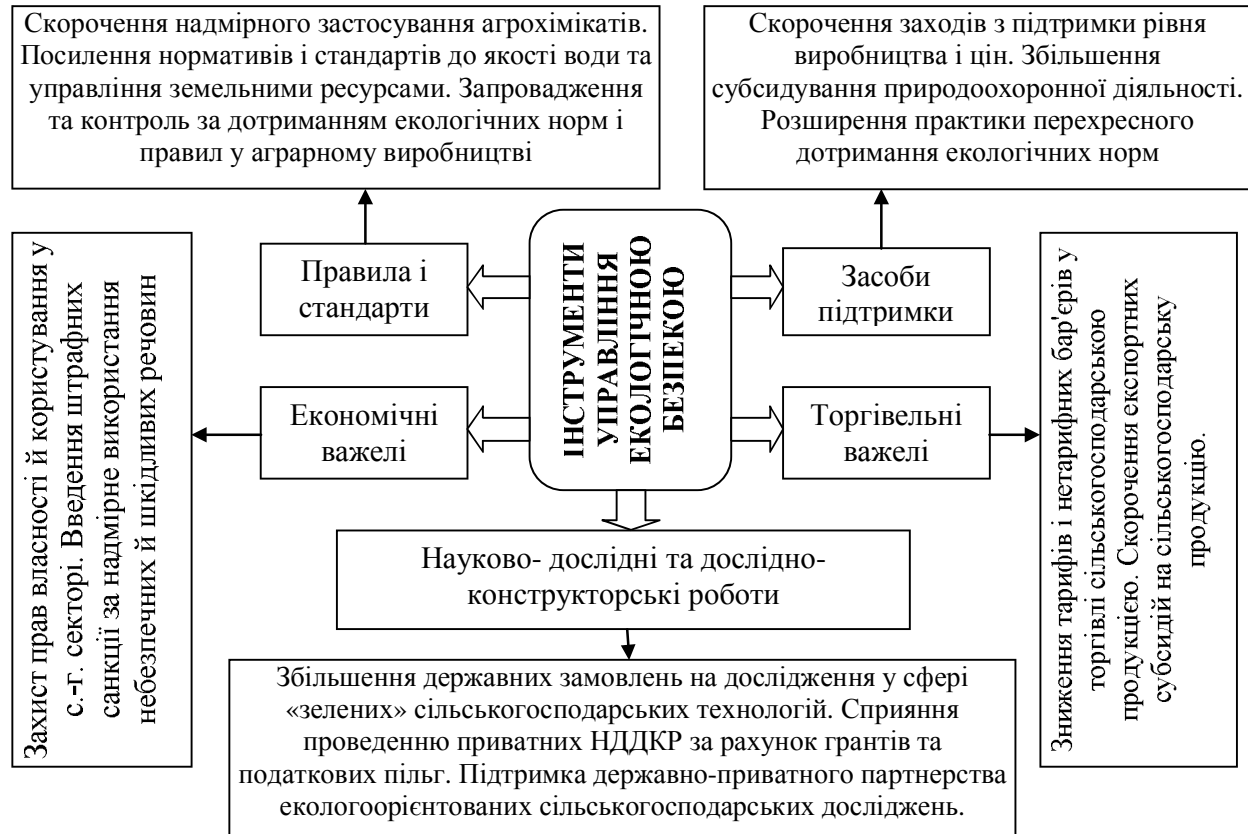 Скорочення надмірного застосування агрохімікатів.
Посилення нормативів і стандартів до якості води та
управління земельними ресурсами. Запровадження
та контроль за дотриманням екологічних норм і
правил у аграрному виробництві
Скорочення заходів з підтримки рівня
виробництва і цін. Збільшення
субсидування природоохоронної діяльності.
Розширення практики перехресного
дотримання екологічних норм
Захист прав власності й користування у
с.-г. секторі. Введення штрафних
санкції за надмірне використання
небезпечних й шкідливих речовин
Правила і
стандарти
Економічні
важелі
ІНСТРУМЕНТИ
УПРАВЛІННЯ
ЕКОЛОГІЧНОЮ
БЕЗПЕКОЮ
Засоби
підтримки
Торгівельні
важелі
Зниження тарифів і нетарифних бар'єрів у
торгівлі сільськогосподарською
продукцією. Скорочення експортних
субсидій на сільськогосподарську
продукцію.
Науково- дослідні та дослідно-
конструкторські роботи
Збільшення державних замовлень на дослідження у сфері
«зелених» сільськогосподарських технологій. Сприяння
проведенню приватних НДДКР за рахунок грантів та
податкових пільг. Підтримка державно-приватного партнерства
екологоорієнтованих сільськогосподарських досліджень.